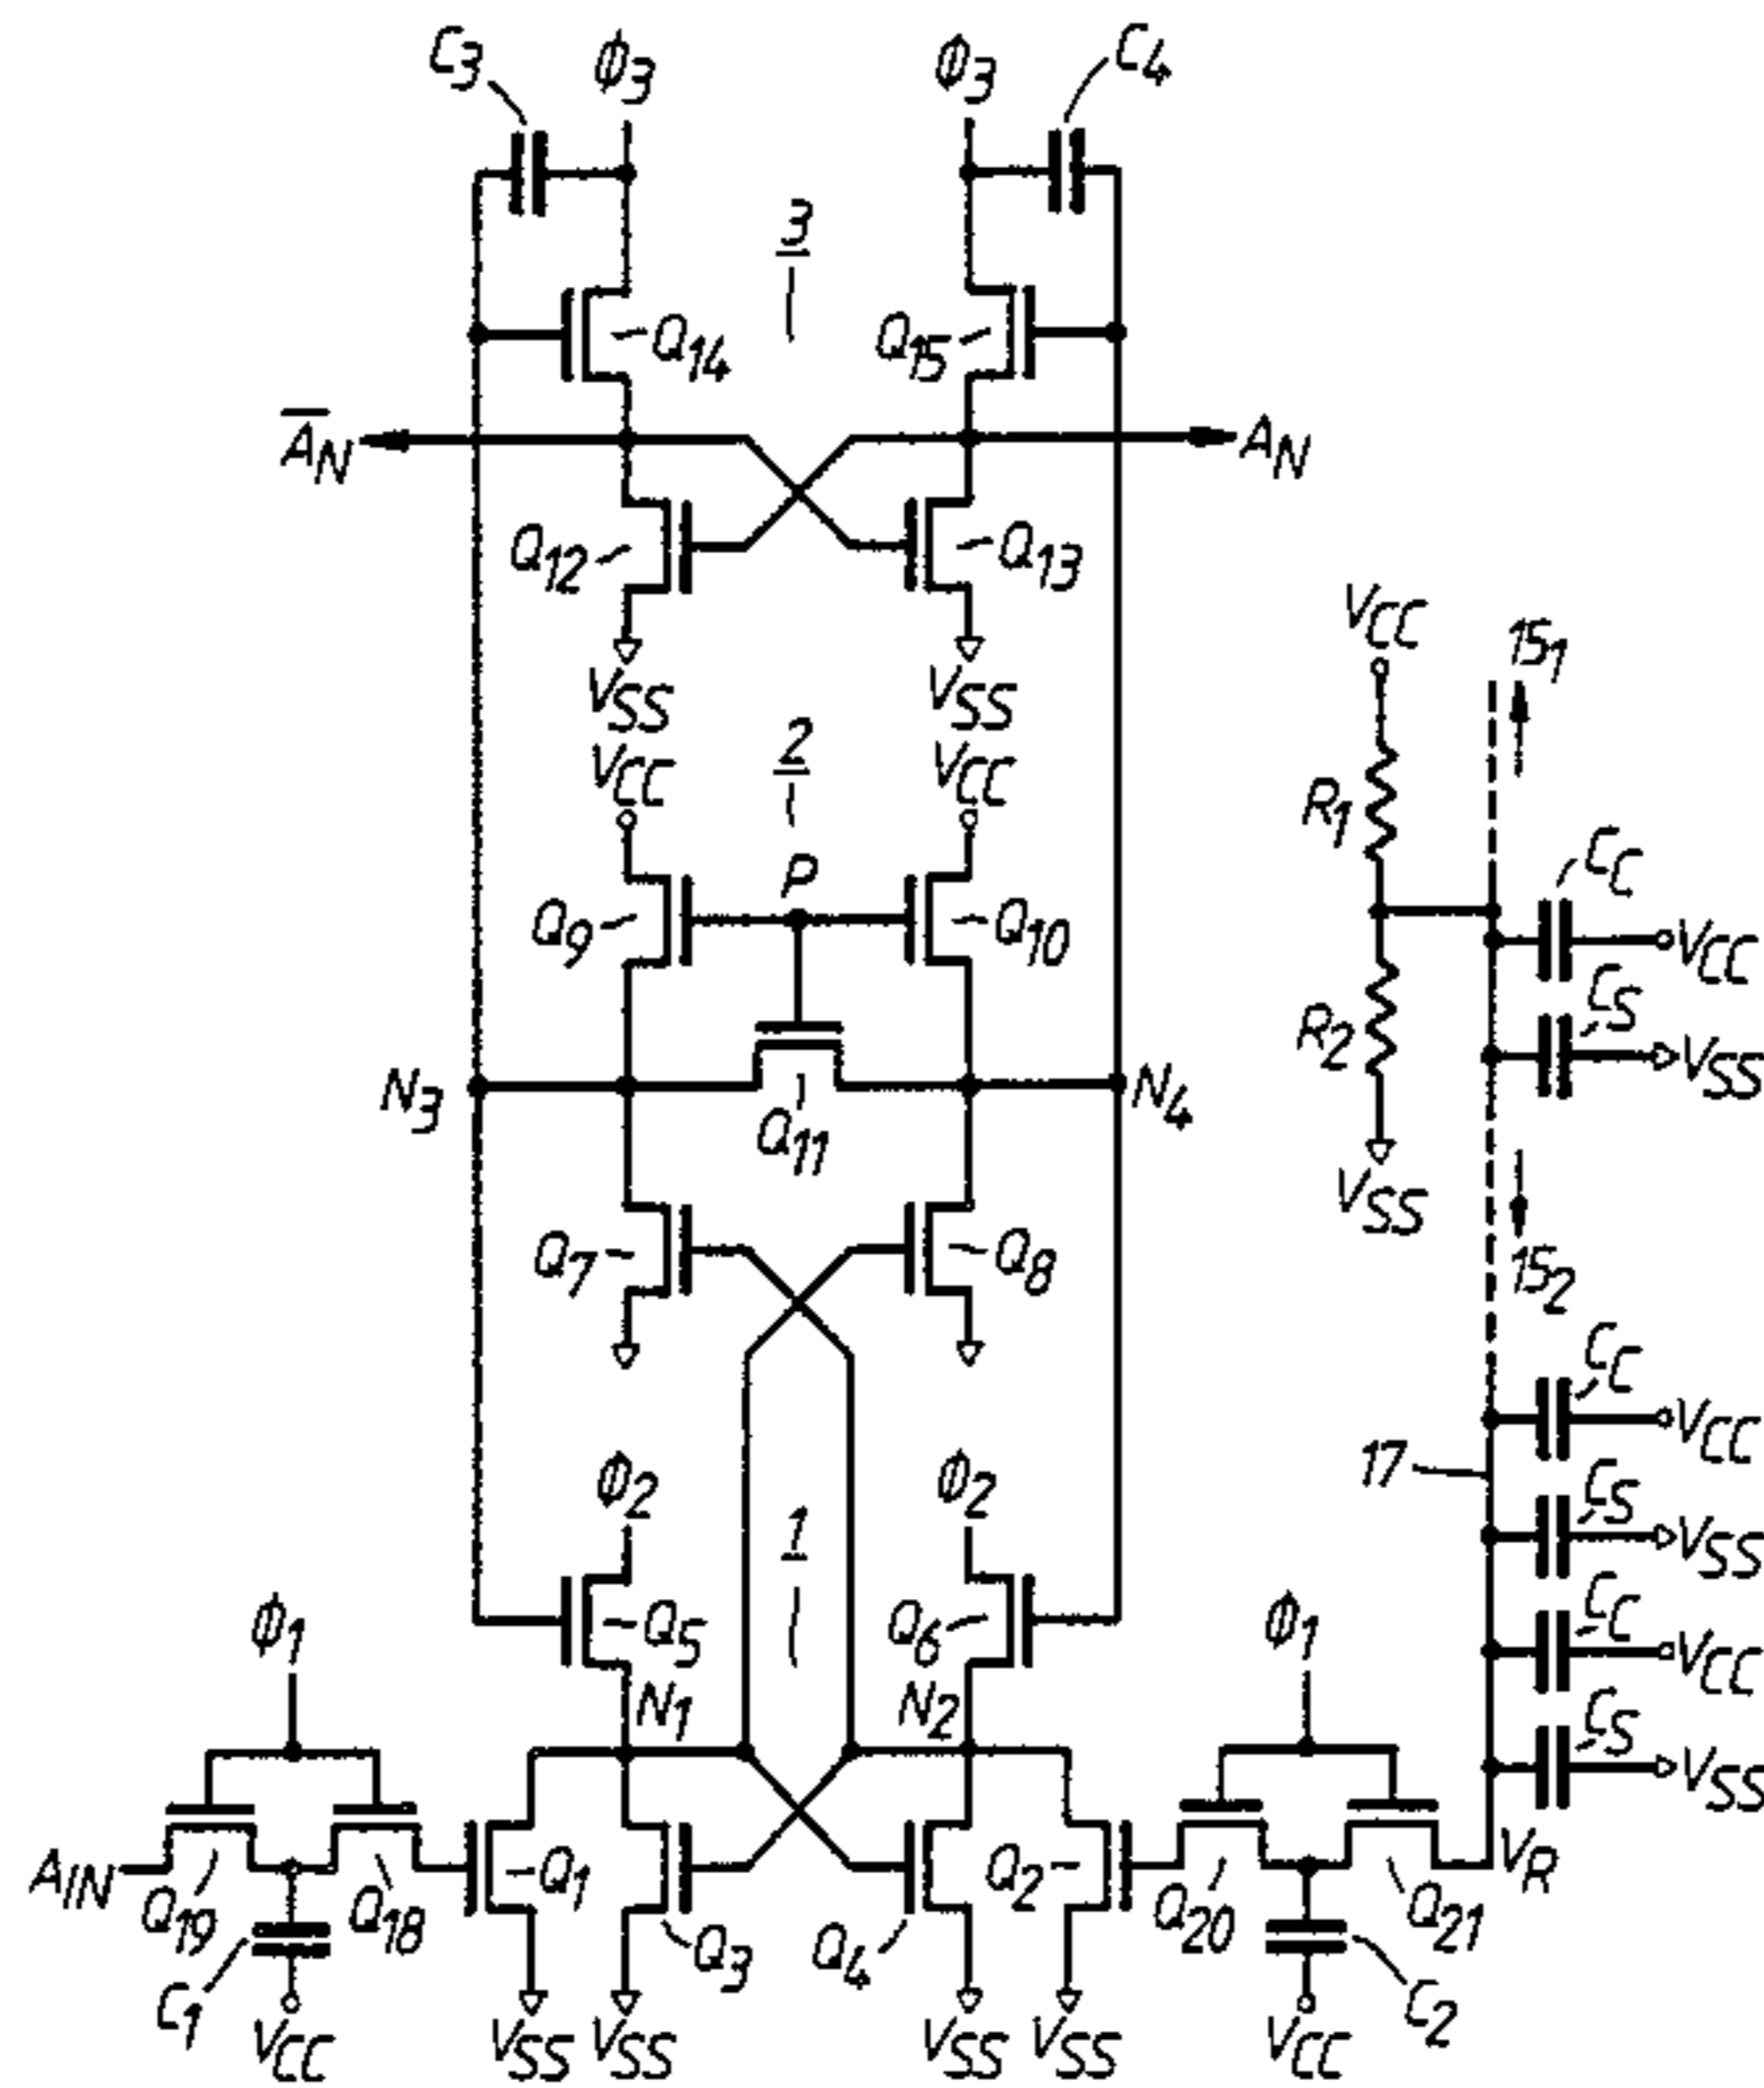 C3 ϕ3 ϕ3 C4
3
Q14 Q15
A̅N AN
Q12 Q13
VSS VSS
VCC 2 VCC
P
Q9 Q10
N3 N4
Q11
Q7 Q8
ϕ2 ϕ2
1
Q5 Q6
ϕ1 ϕ1
N1 N2
AIN Q19 Q18 Q1 Q3 Q4 Q2 Q20 Q21 VR
C1 VCC VSS VSS VSS VSS VCC C2
VCC 151
R1
CC VCC
R2
CS VSS
VSS
152
CC VCC
17
CS VSS
CC VCC
CS VSS